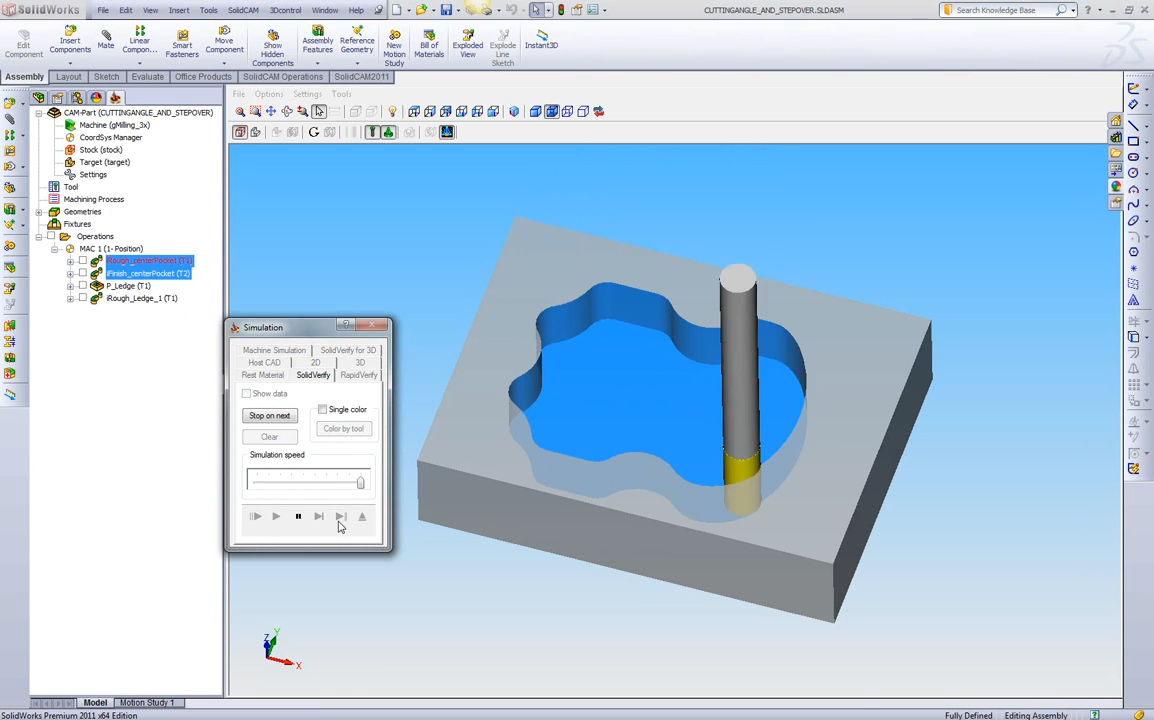 SolidWorks File Edit View Insert Tools SolidCAM 3Dcontrol Window Help CUTTINGANGLE_AND_STEPOVER.SLDASM Search Knowledge Base
Edit Component
Insert Components
Mate
Linear Compon...
Smart Fasteners
Move Component
Show Hidden Components
Assembly Features
Reference Geometry
New Motion Study
Bill of Materials
Exploded View
Explode Line Sketch
Instant3D
Assembly Layout Sketch Evaluate Office Products SolidCAM Operations SolidCAM2011
File Options Settings Tools
CAM-Part (CUTTINGANGLE_AND_STEPOVER)
Machine (gMilling_3x)
CoordSys Manager
Stock (stock)
Target (target)
Settings
Tool
Machining Process
Geometries
Fixtures
Operations
MAC 1 (1- Position)
iRough_centerPocket (T1)
iFinish_centerPocket (T2)
P_Ledge (T1)
iRough_Ledge_1 (T1)
Simulation
Machine Simulation SolidVerify for 3D
Host CAD 2D 3D
Rest Material SolidVerify RapidVerify
Show data
Stop on next Single color
Clear Color by tool
Simulation speed
Z Y X
Model Motion Study 1
SolidWorks Premium 2011 x64 Edition Fully Defined Editing Assembly